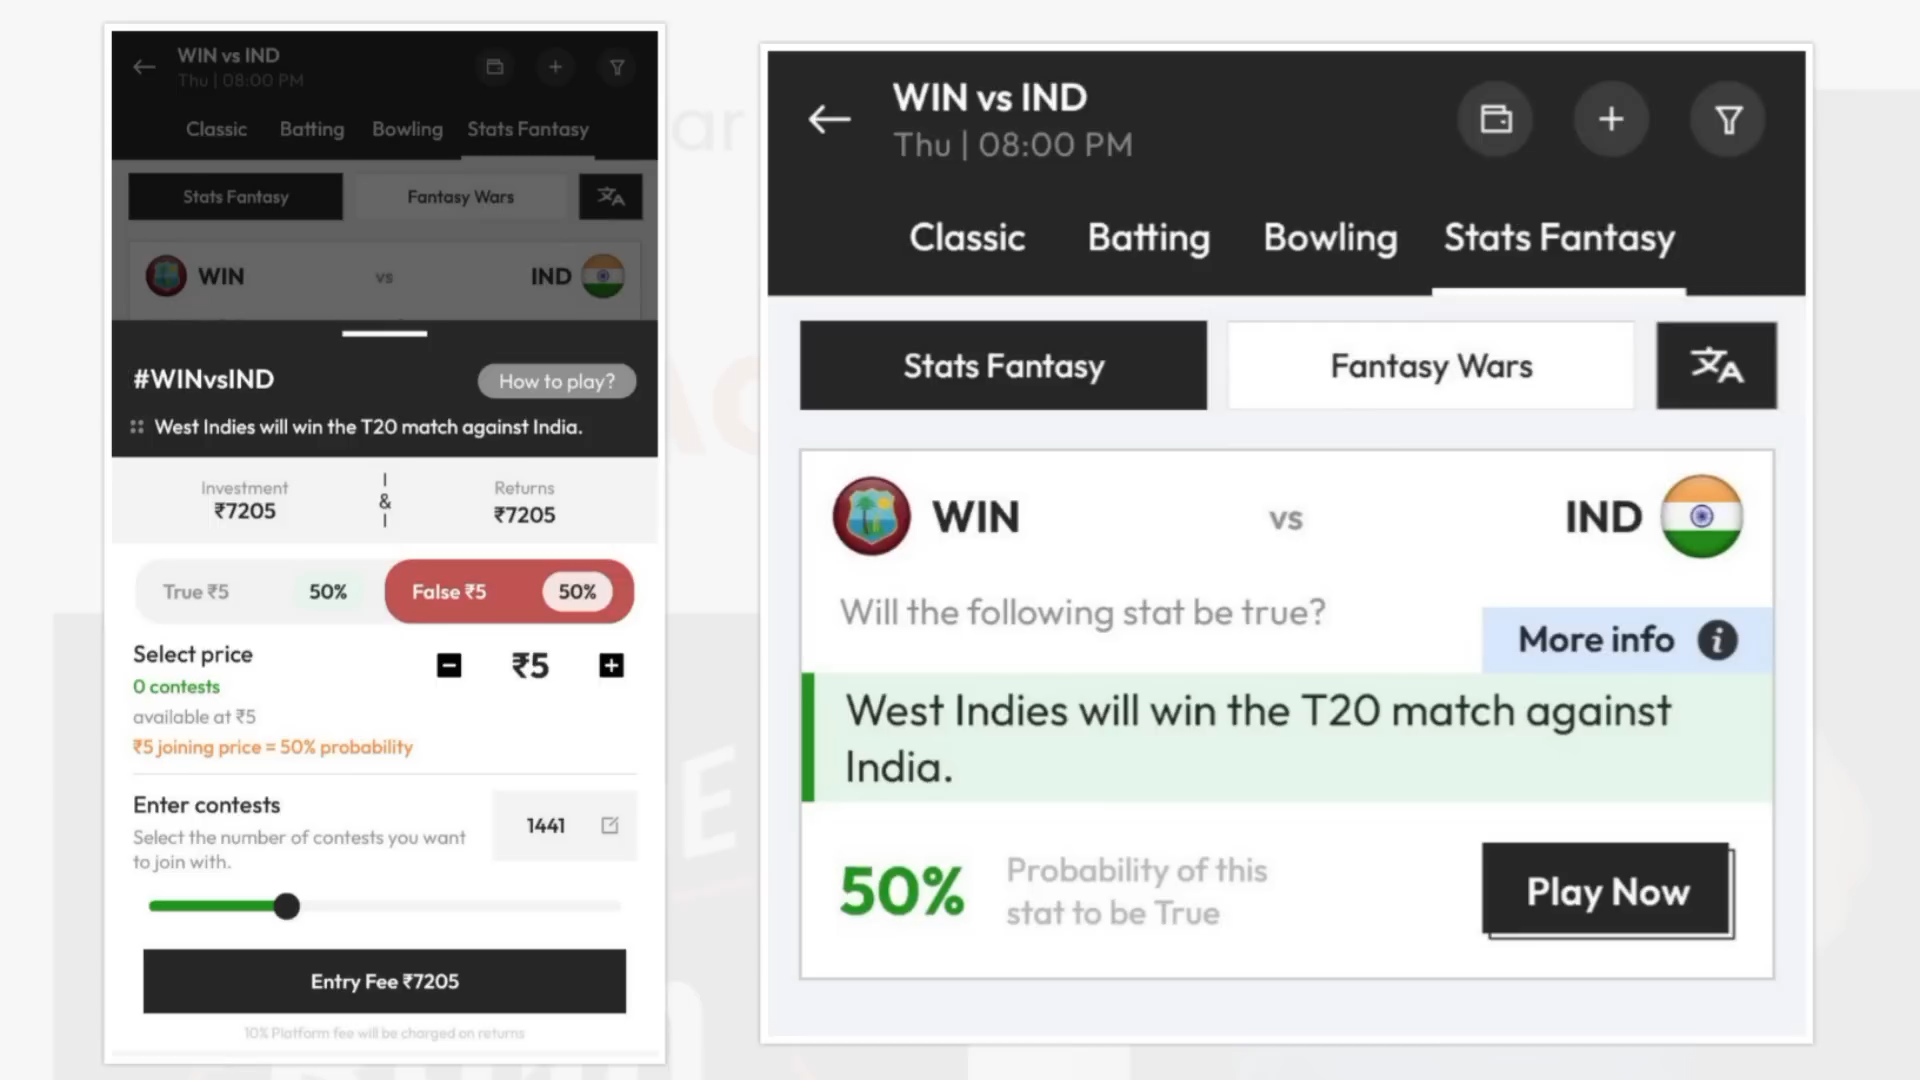 WIN vs IND
Thu | 08:00 PM
Classic Batting Bowling Stats Fantasy
Stats Fantasy Fantasy Wars 文A
WIN vs IND
#WINvsIND How to play?
West Indies will win the T20 match against India.
Investment & Returns
₹7205 ₹7205
True ₹5 50% False ₹5 50%
Select price - ₹5 +
0 contests
available at ₹5
₹5 joining price = 50% probability
Enter contests 1441
Select the number of contests you want
to join with.
Entry Fee ₹7205
10% Platform fee will be charged on returns
WIN vs IND
Thu | 08:00 PM
Classic Batting Bowling Stats Fantasy
Stats Fantasy Fantasy Wars 文A
WIN vs IND
Will the following stat be true?
More info i
West Indies will win the T20 match against
India.
50% Probability of this
stat to be True
Play Now